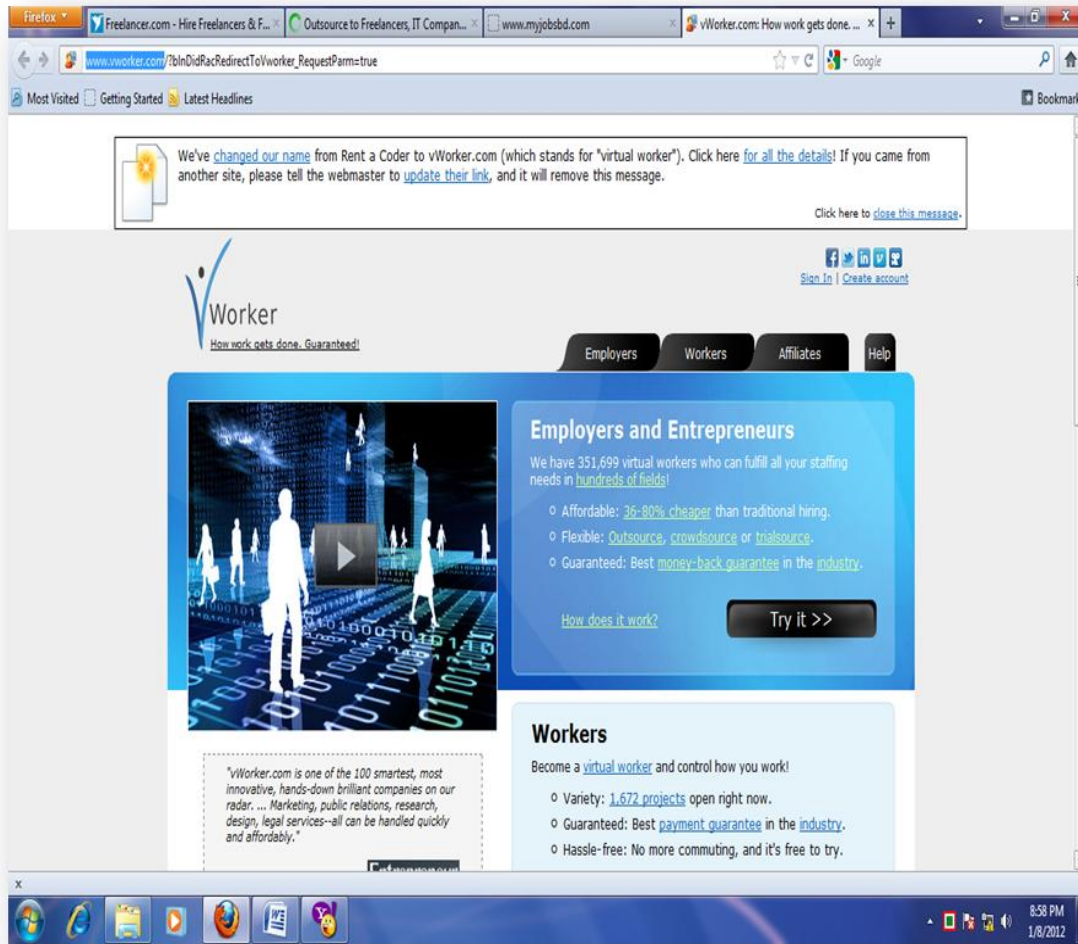 Firefox
Freelancer.com - Hire Freelancers & F...
Outsource to Freelancers, IT Compan...
www.myjobsbd.com
vWorker.com: How work gets done. ...
www.vworker.com/?blnDidRacRedirectToVworker_RequestParm=true
Google
Most Visited
Getting Started
Latest Headlines
Bookmark
We've changed our name from Rent a Coder to vWorker.com (which stands for "virtual worker"). Click here for all the details! If you came from
another site, please tell the webmaster to update their link, and it will remove this message.
Click here to close this message.
Sign In | Create account
vWorker
How work gets done. Guaranteed!
Employers
Workers
Affiliates
Help
Employers and Entrepreneurs
We have 351,699 virtual workers who can fulfill all your staffing
needs in hundreds of fields!
Affordable: 36-80% cheaper than traditional hiring.
Flexible: Outsource, crowdsource or trialsource.
Guaranteed: Best money-back guarantee in the industry.
How does it work?
Try it >>
Workers
Become a virtual worker and control how you work!
Variety: 1,672 projects open right now.
Guaranteed: Best payment guarantee in the industry.
Hassle-free: No more commuting, and it's free to try.
"vWorker.com is one of the 100 smartest, most
innovative, hands-down brilliant companies on our
radar. ... Marketing, public relations, research,
design, legal services--all can be handled quickly
and affordably."
x
8:58 PM
1/8/2012